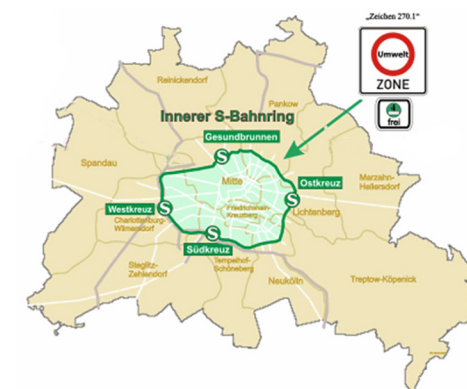 „Zeichen 270.1“
Umwelt
ZONE
frei
Reinickendorf
Pankow
Innerer S-Bahnring
Gesundbrunnen
S
Spandau
Mitte
Ostkreuz
Marzahn-
Hellersdorf
S
Westkreuz
S
Friedrichshain-
Kreuzberg
Lichtenberg
Charlottenburg-
Wilmersdorf
S
Südkreuz
Steglitz-
Zehlendorf
Tempelhof-
Schöneberg
Neukölln
Treptow-Köpenick